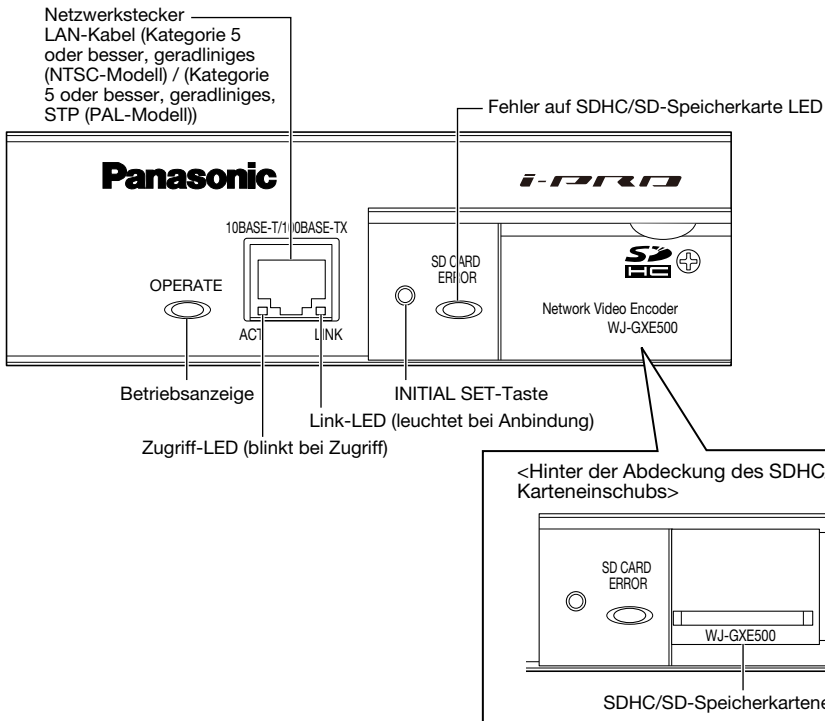 Netzwerkstecker
LAN-Kabel (Kategorie 5
oder besser, geradliniges
(NTSC-Modell) / (Kategorie
5 oder besser, geradliniges,
STP (PAL-Modell))
Fehler auf SDHC/SD-Speicherkarte LED
Panasonic
i-PRO
10BASE-T/100BASE-TX
OPERATE
ACT
LINK
SD CARD
ERROR
SD
HC
Network Video Encoder
WJ-GXE500
Betriebsanzeige
INITIAL SET-Taste
Link-LED (leuchtet bei Anbindung)
Zugriff-LED (blinkt bei Zugriff)
<Hinter der Abdeckung des SDHC
Karteneinschubs>
SD CARD
ERROR
WJ-GXE500
SDHC/SD-Speicherkartene